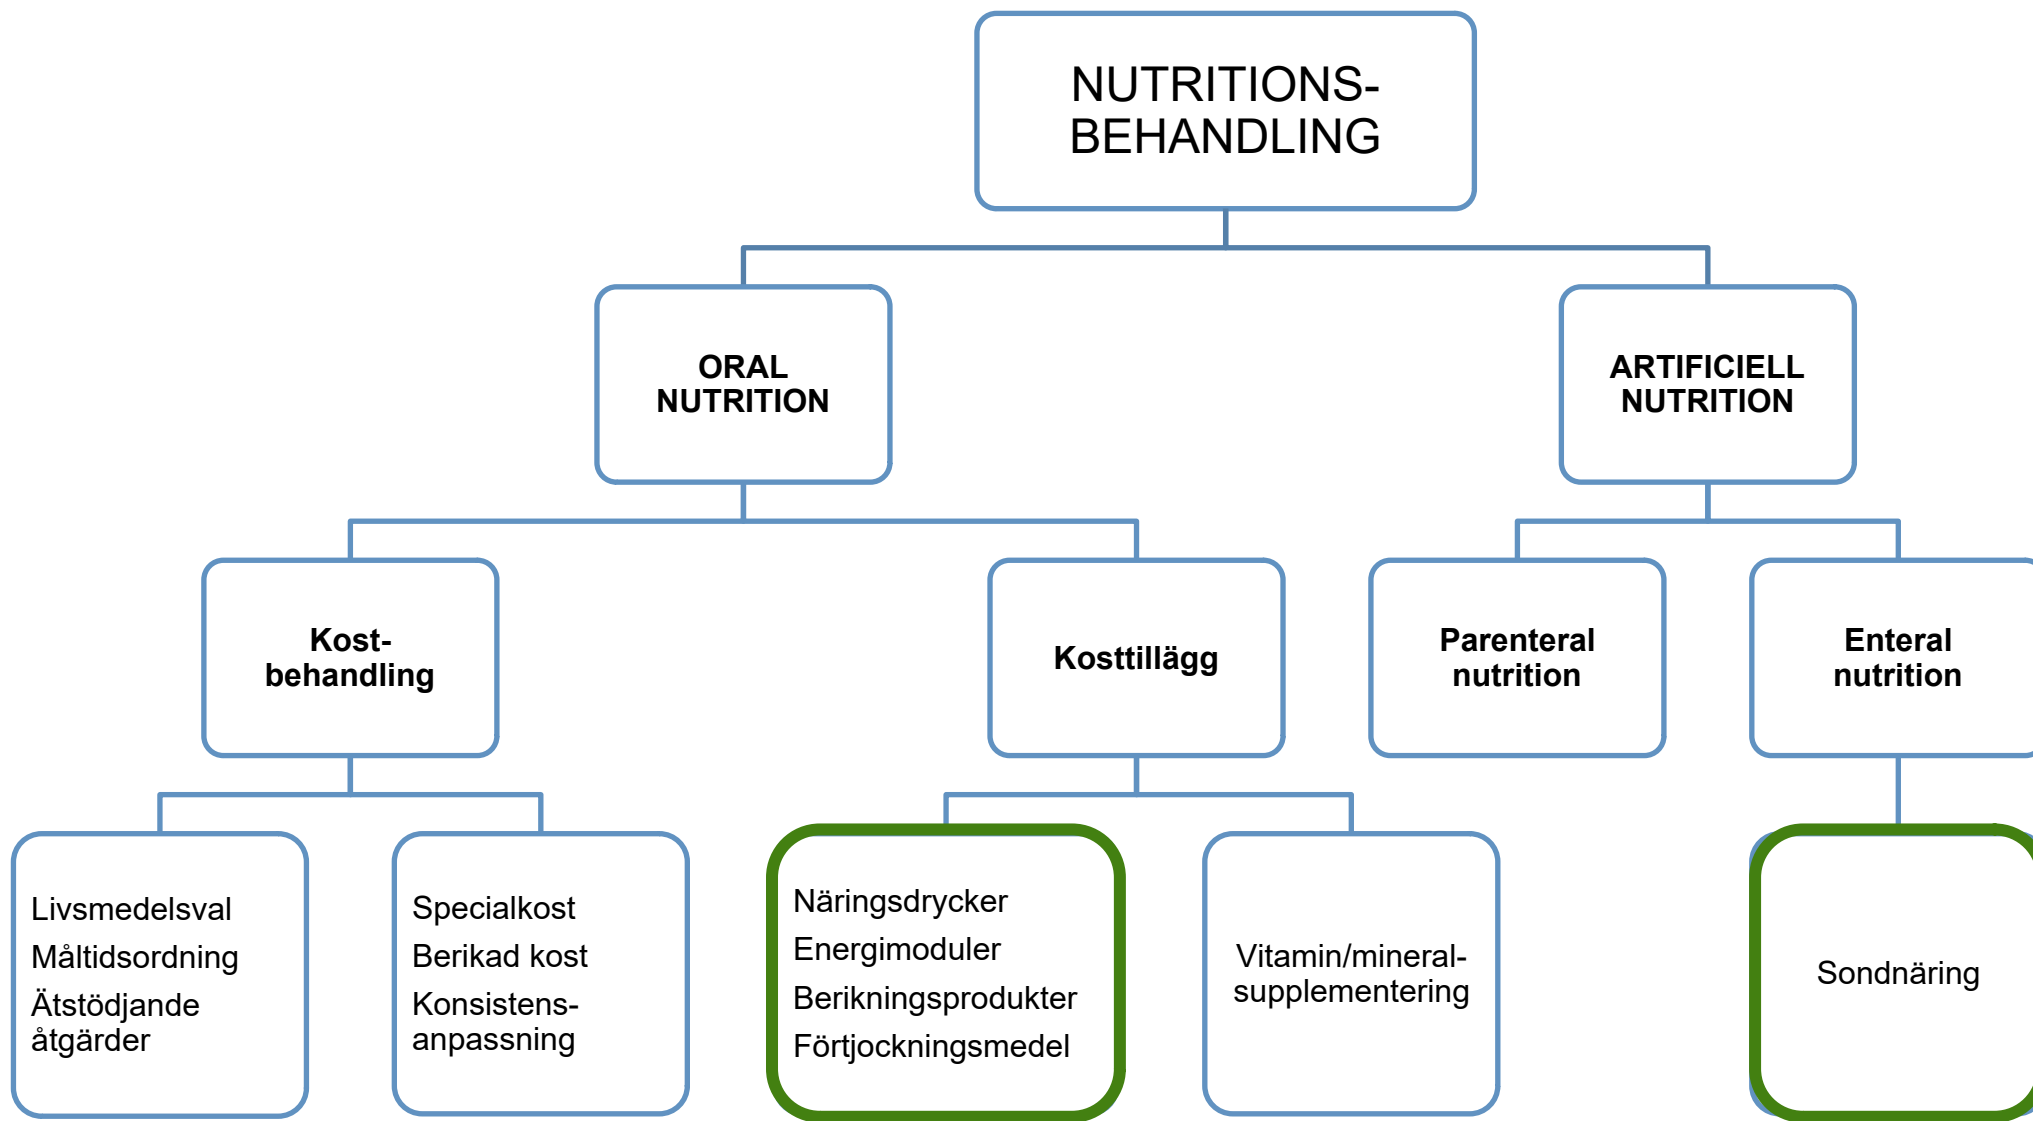 NUTRITIONS-
BEHANDLING
ORAL
NUTRITION
ARTIFICIELL
NUTRITION
Kost-
behandling
Kosttillägg
Parenteral
nutrition
Enteral
nutrition
Livsmedelsval
Måltidsordning
Ätstödjande
åtgärder
Specialkost
Berikad kost
Konsistens-
anpassning
Näringsdrycker
Energimoduler
Berikningsprodukter
Förtjockningsmedel
Vitamin/mineral-
supplementering
Sondnäring